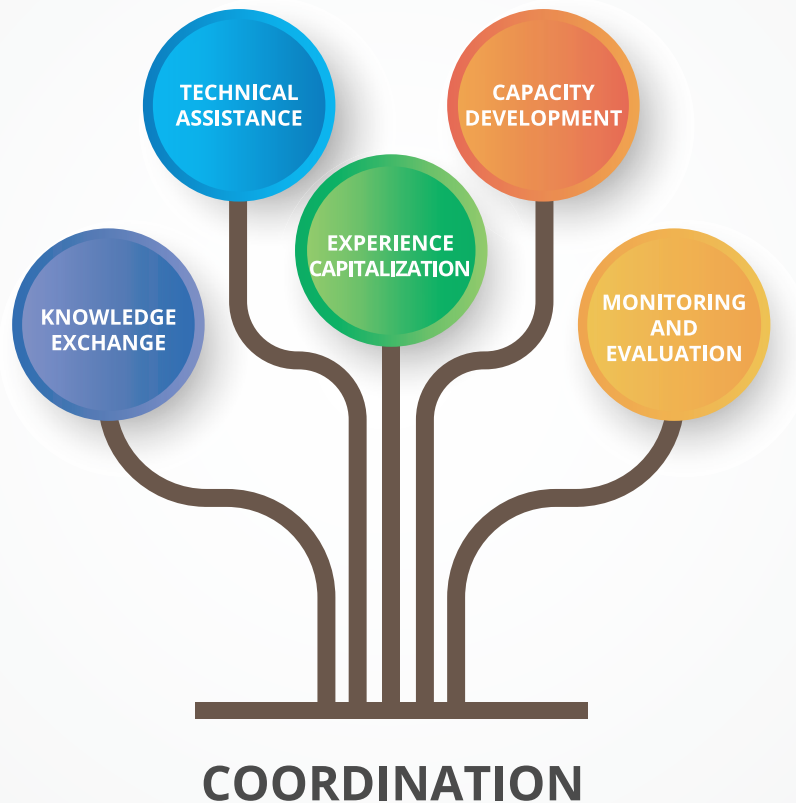 TECHNICAL
ASSISTANCE
CAPACITY
DEVELOPMENT
EXPERIENCE
CAPITALIZATION
KNOWLEDGE
EXCHANGE
MONITORING
AND
EVALUATION
COORDINATION